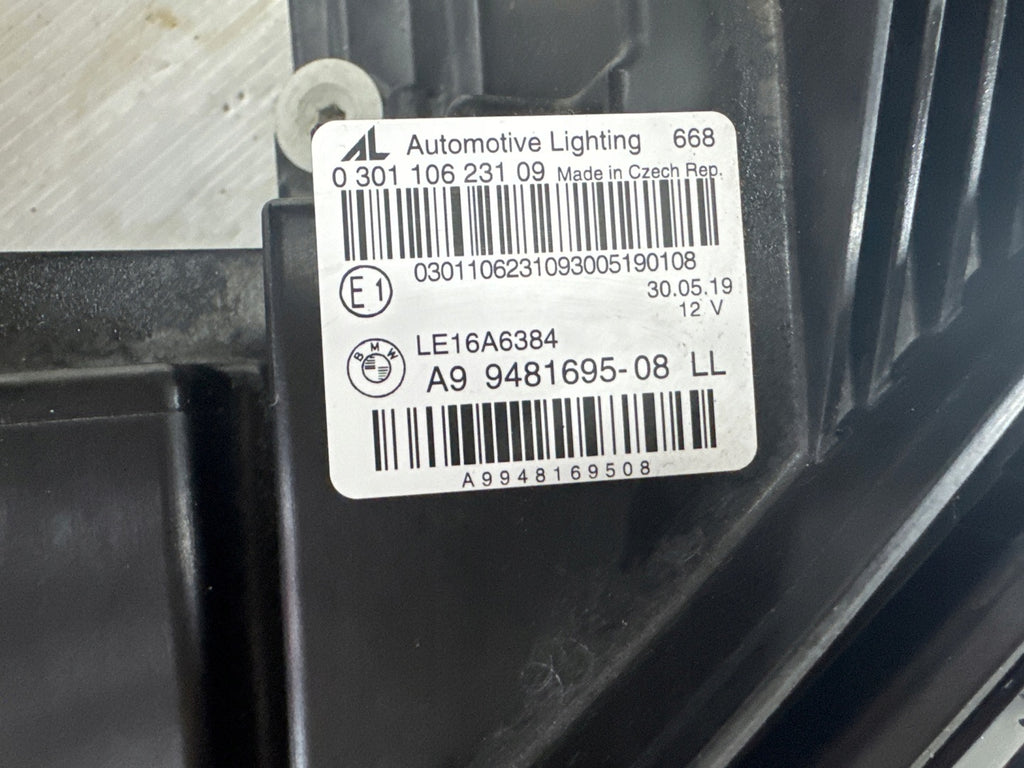 AL Automotive Lighting 668
0 301 106 231 09 Made in Czech Rep.
0301106231093005190108
E1
30.05.19
12 V
LE16A6384
BMW
A9 9481695-08 LL
A9948169508